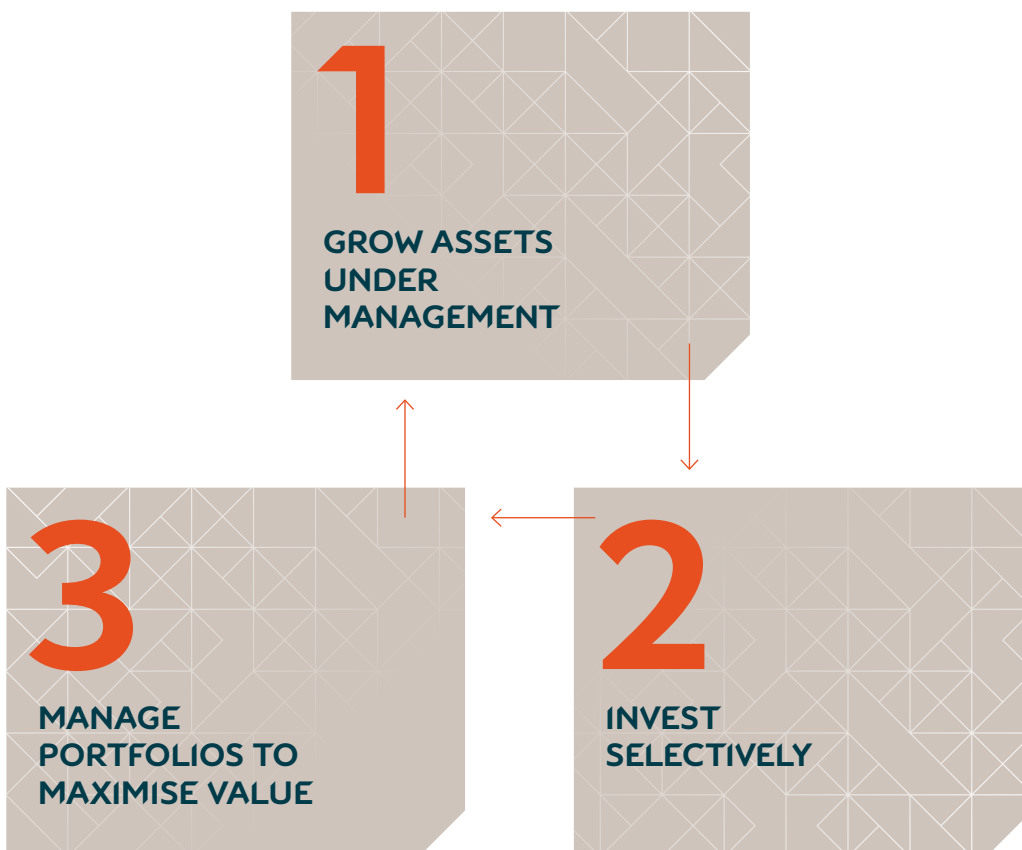 1
GROW ASSETS
UNDER
MANAGEMENT
2
INVEST
SELECTIVELY
3
MANAGE
PORTFOLIOS TO
MAXIMISE VALUE